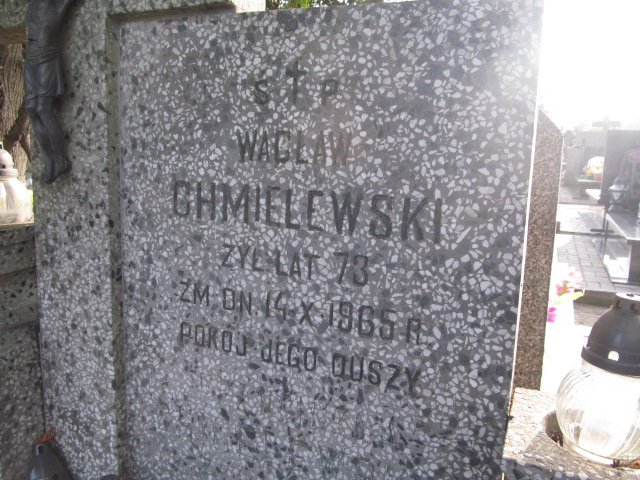 Ś † P
WACŁAW
CHMIELEWSKI
ŻYŁ LAT 73
ZM DN 14 X 1965 R.
POKÓJ JEGO DUSZY